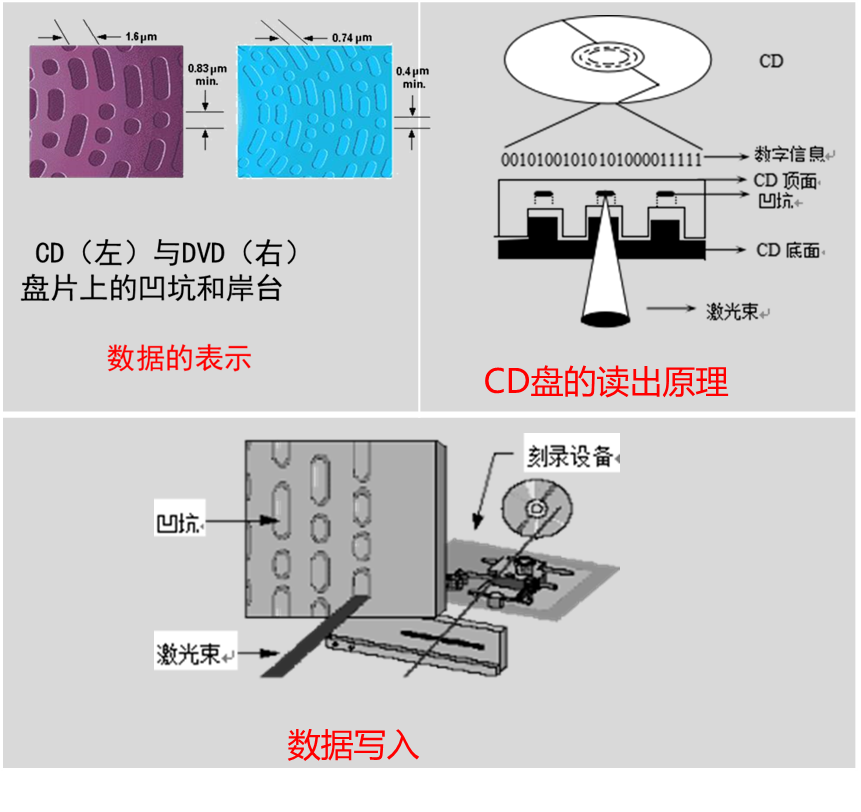 1.6μm
0.74 μm
0.83μm
min.
0.4μm
min.
CD（左）与DVD（右）
盘片上的凹坑和岸台
数据的表示
CD
00101001010101000011111
数字信息
CD 顶面
凹坑
CD 底面
激光束
CD盘的读出原理
刻录设备
凹坑
激光束
数据写入